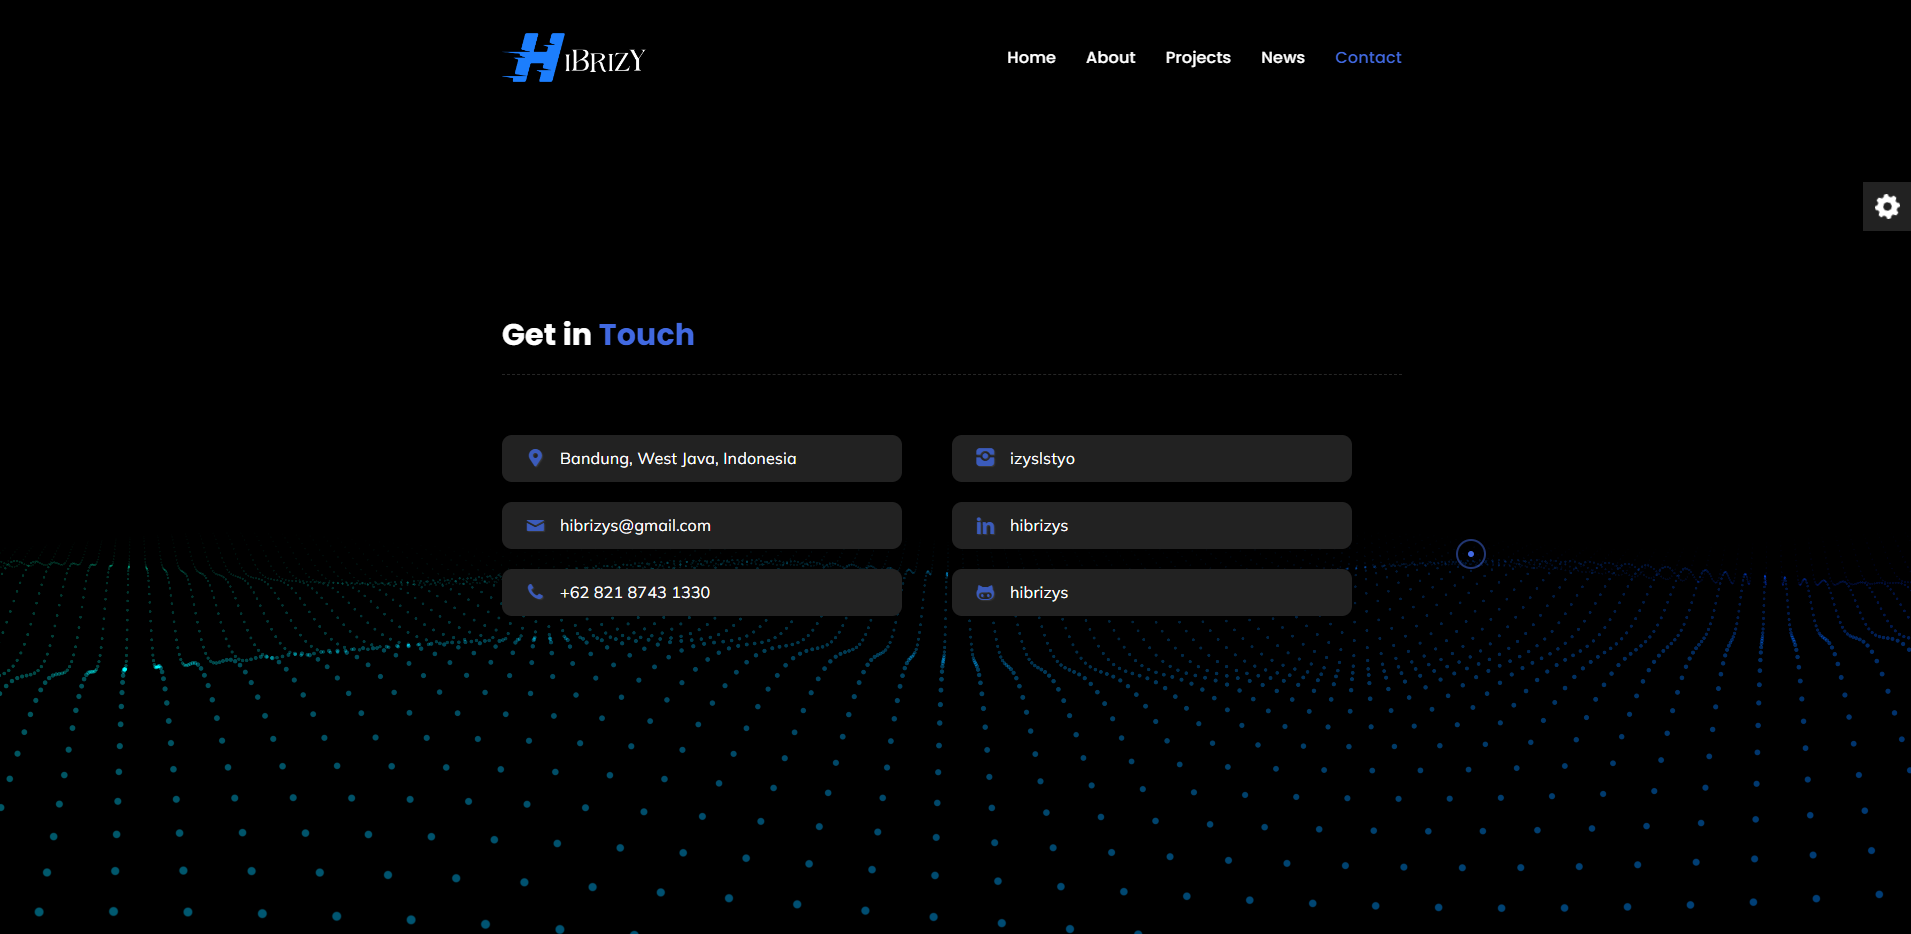 HiBRIZY
Home About Projects News Contact
Get in Touch
Bandung, West Java, Indonesia
izyslstyo
hibrizys@gmail.com
hibrizys
+62 821 8743 1330
hibrizys